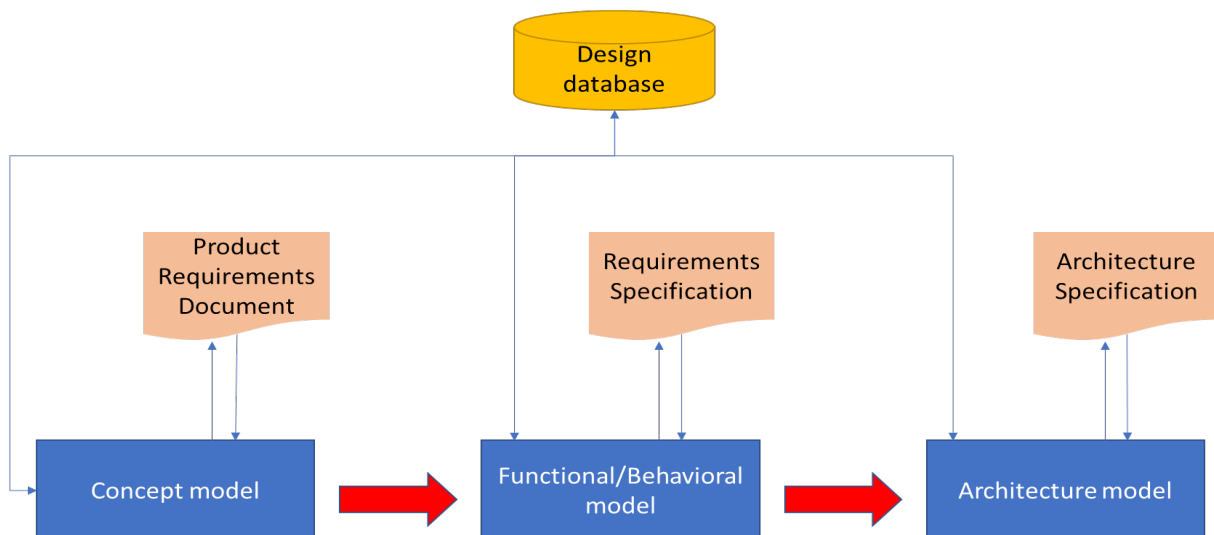 Design
database
Product
Requirements
Document
Requirements
Specification
Architecture
Specification
Concept model
Functional/Behavioral
model
Architecture model